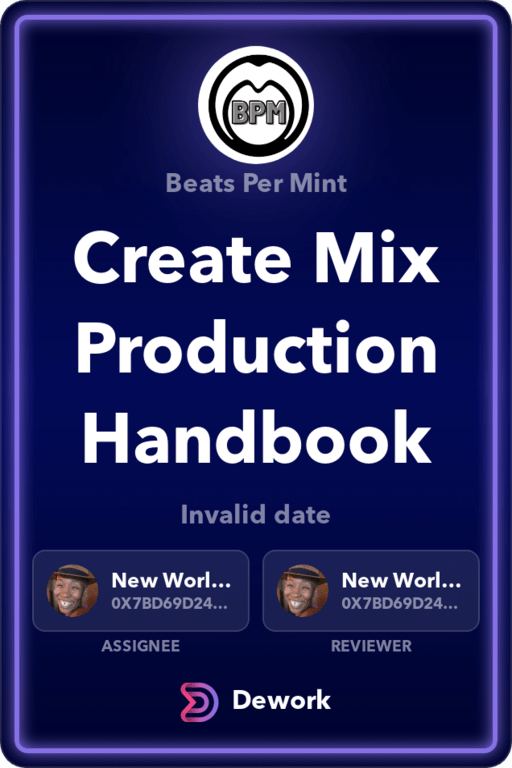 BPM
Beats Per Mint
Create Mix
Production
Handbook
Invalid date
New Worl... New Worl...
0X7BD69D24... 0X7BD69D24...
ASSIGNEE REVIEWER
Dework